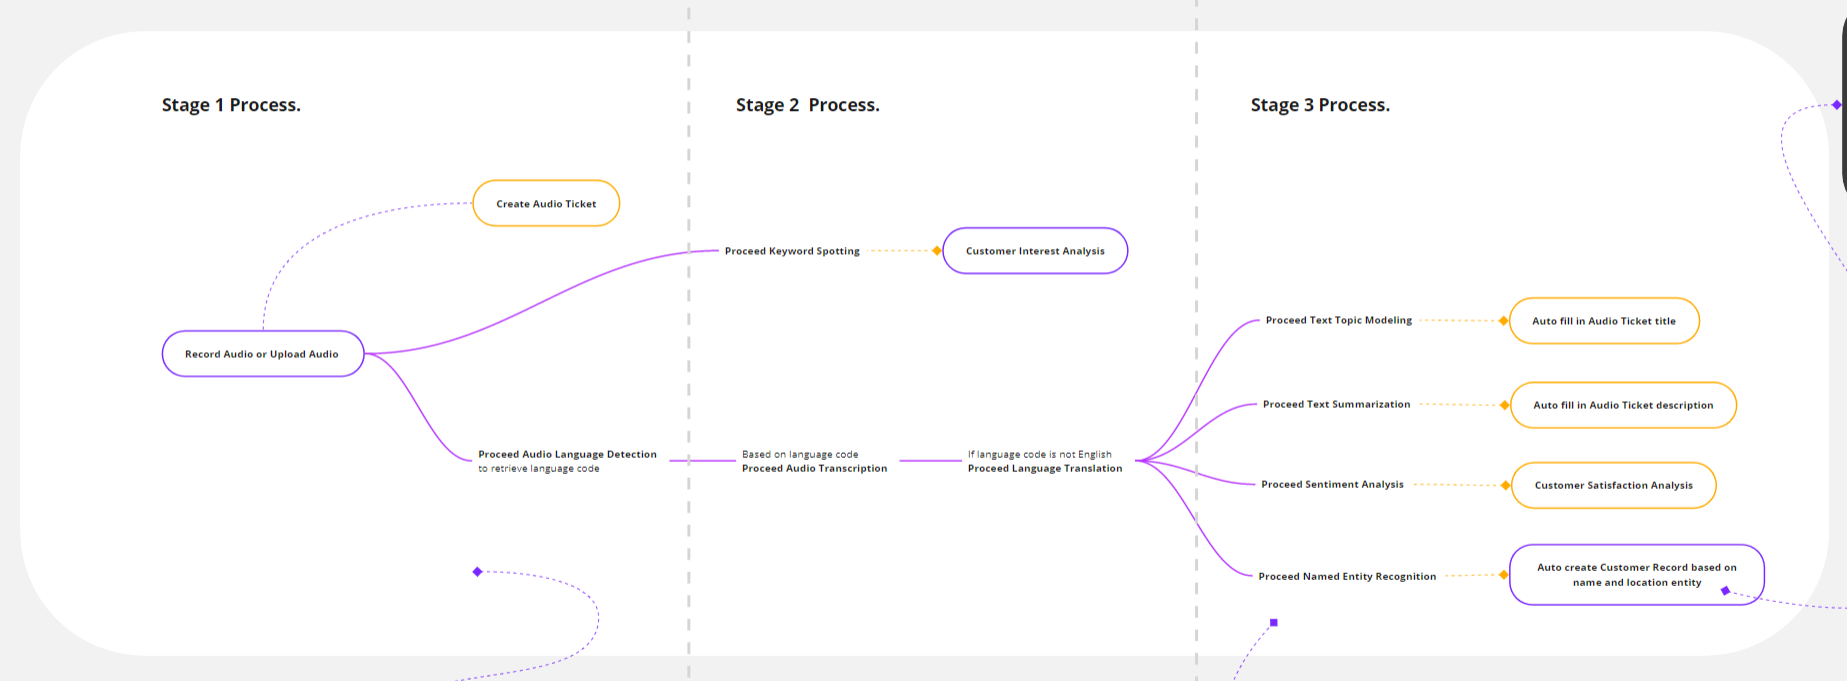 Stage 1 Process.
Stage 2 Process.
Stage 3 Process.
Create Audio Ticket
Record Audio or Upload Audio
Proceed Audio Language Detection
to retrieve language code
Proceed Keyword Spotting
Customer Interest Analysis
Based on language code
Proceed Audio Transcription
If language code is not English
Proceed Language Translation
Proceed Text Topic Modeling
Auto fill in Audio Ticket title
Proceed Text Summarization
Auto fill in Audio Ticket description
Proceed Sentiment Analysis
Customer Satisfaction Analysis
Proceed Named Entity Recognition
Auto create Customer Record based on
name and location entity